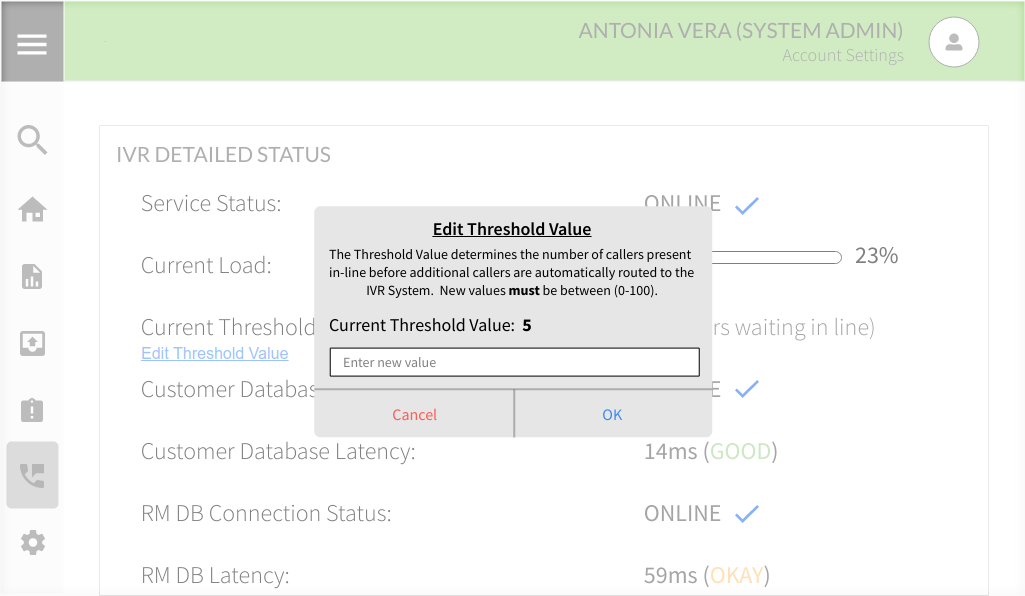 ANTONIA VERA (SYSTEM ADMIN)
Account Settings
IVR DETAILED STATUS
Service Status:
ONLINE
Current Load:
23%
Current Threshold
rs waiting in line)
Edit Threshold Value
Customer Databas
E
Customer Database Latency:
14ms (GOOD)
RM DB Connection Status:
ONLINE
RM DB Latency:
59ms (OKAY)
Edit Threshold Value
The Threshold Value determines the number of callers present
in-line before additional callers are automatically routed to the
IVR System. New values must be between (0-100).
Current Threshold Value: 5
Enter new value
Cancel
OK